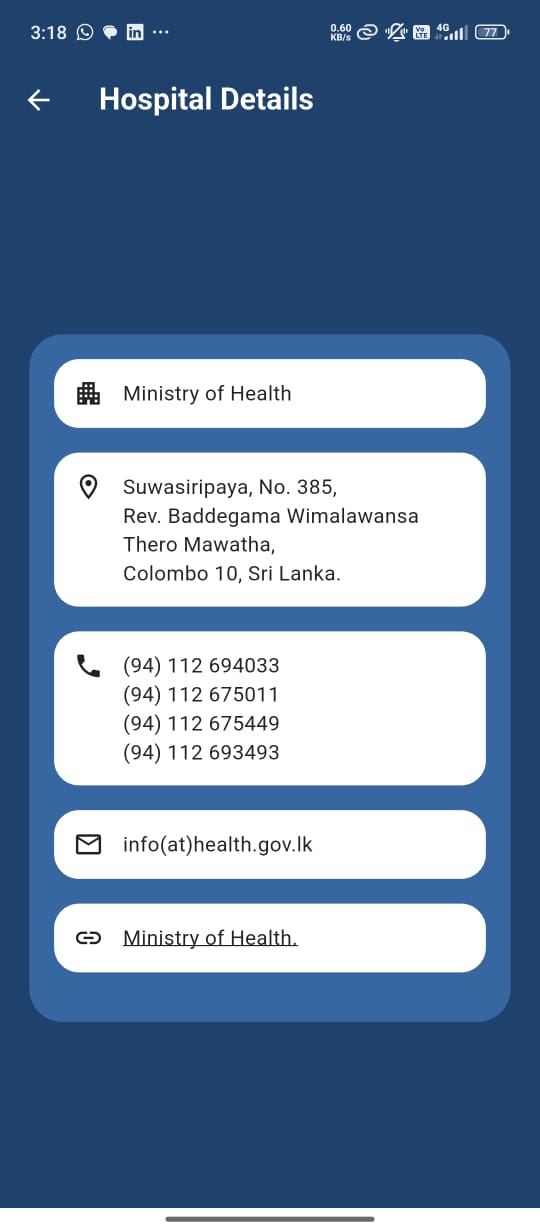 3:18
0.60
KB/s
Vo
LTE
4G
77
Hospital Details
Ministry of Health
Suwasiripaya, No. 385,
Rev. Baddegama Wimalawansa
Thero Mawatha,
Colombo 10, Sri Lanka.
(94) 112 694033
(94) 112 675011
(94) 112 675449
(94) 112 693493
info(at)health.gov.lk
Ministry of Health.